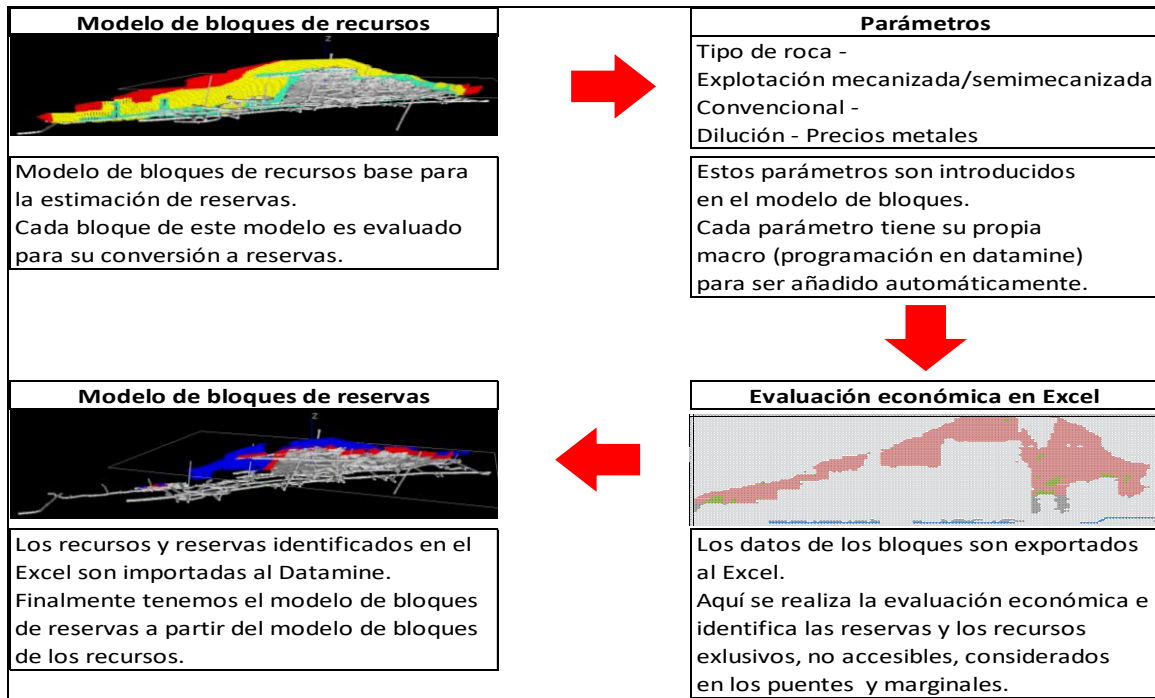 Modelo de bloques de recursos
z
Modelo de bloques de recursos base para
la estimación de reservas.
Cada bloque de este modelo es evaluado
para su conversión a reservas.
Parámetros
Tipo de roca -
Explotación mecanizada/semimecanizada
Convencional -
Dilución - Precios metales
Estos parámetros son introducidos
en el modelo de bloques.
Cada parámetro tiene su propia
macro (programación en datamine)
para ser añadido automáticamente.
Evaluación económica en Excel
Los datos de los bloques son exportados
al Excel.
Aquí se realiza la evaluación económica e
identifica las reservas y los recursos
exlusivos, no accesibles, considerados
en los puentes y marginales.
Modelo de bloques de reservas
z
Los recursos y reservas identificados en el
Excel son importadas al Datamine.
Finalmente tenemos el modelo de bloques
de reservas a partir del modelo de bloques
de los recursos.